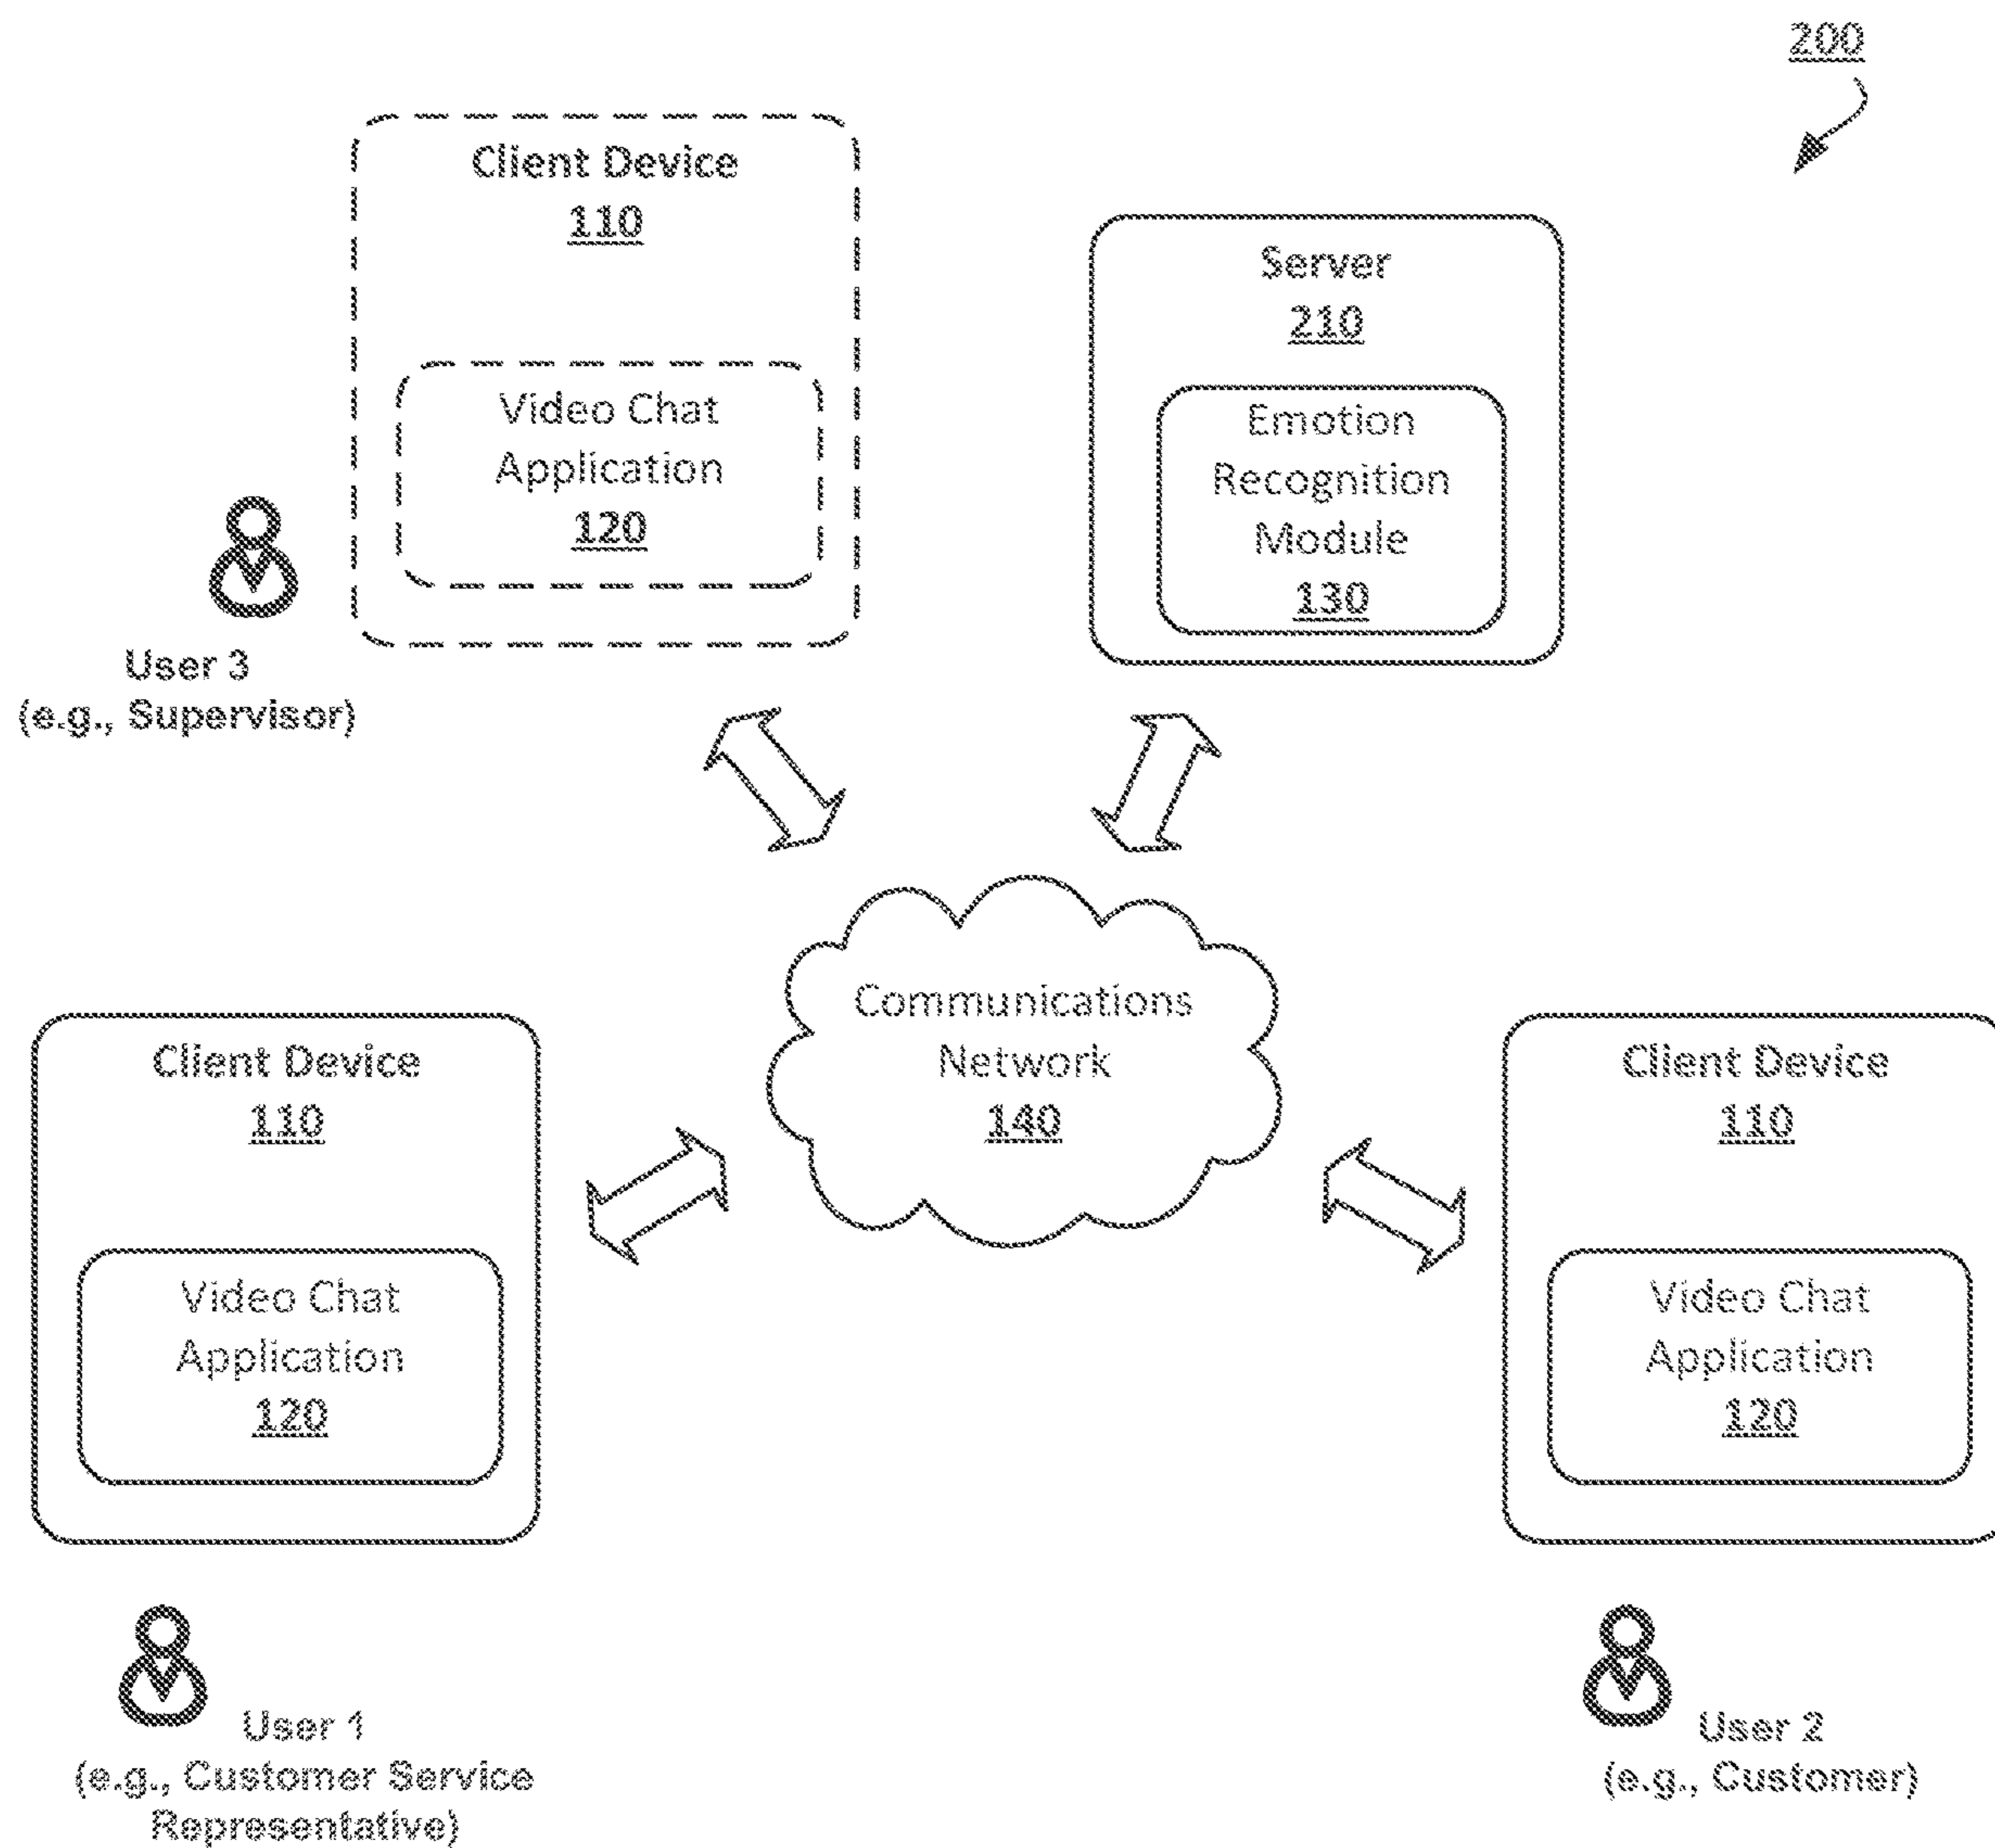 200
Client Device
110
Video Chat
Application
120
User 3
(e.g., Supervisor)
Server
210
Emotion
Recognition
Module
130
Communications
Network
140
Client Device
110
Video Chat
Application
120
User 1
(e.g., Customer Service
Representative)
Client Device
110
Video Chat
Application
120
User 2
(e.g., Customer)